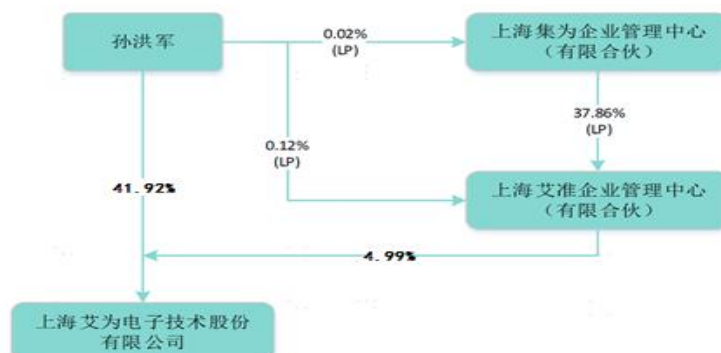 孙洪军
0.02%
(LP)
上海集为企业管理中心
（有限合伙）
37.86%
(LP)
0.12%
(LP)
41.92%
上海艾准企业管理中心
（有限合伙）
4.99%
上海艾为电子技术股份
有限公司